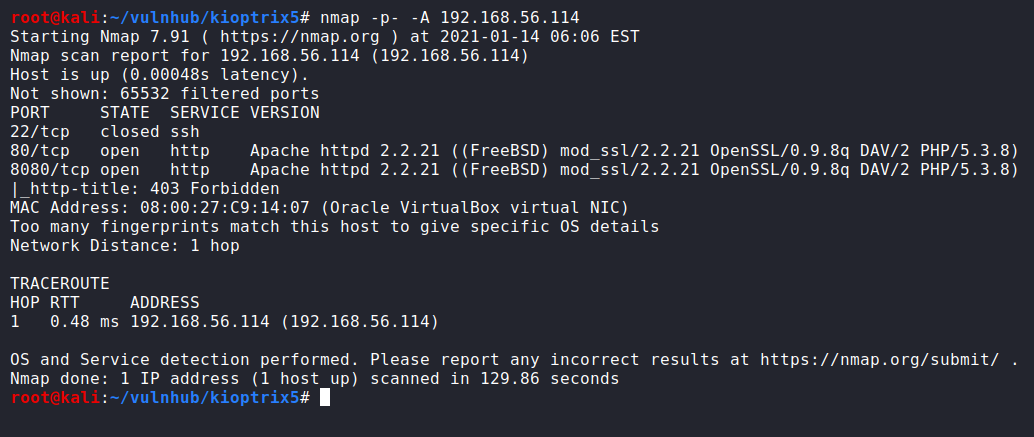 root@kali:~/vulnhub/kioptrix5# nmap -p- -A 192.168.56.114
Starting Nmap 7.91 ( https://nmap.org ) at 2021-01-14 06:06 EST
Nmap scan report for 192.168.56.114 (192.168.56.114)
Host is up (0.00048s latency).
Not shown: 65532 filtered ports
PORT     STATE  SERVICE VERSION
22/tcp   closed ssh
80/tcp   open   http    Apache httpd 2.2.21 ((FreeBSD) mod_ssl/2.2.21 OpenSSL/0.9.8q DAV/2 PHP/5.3.8)
8080/tcp open   http    Apache httpd 2.2.21 ((FreeBSD) mod_ssl/2.2.21 OpenSSL/0.9.8q DAV/2 PHP/5.3.8)
|_http-title: 403 Forbidden
MAC Address: 08:00:27:C9:14:07 (Oracle VirtualBox virtual NIC)
Too many fingerprints match this host to give specific OS details
Network Distance: 1 hop

TRACEROUTE
HOP RTT     ADDRESS
1   0.48 ms 192.168.56.114 (192.168.56.114)

OS and Service detection performed. Please report any incorrect results at https://nmap.org/submit/ .
Nmap done: 1 IP address (1 host up) scanned in 129.86 seconds
root@kali:~/vulnhub/kioptrix5#